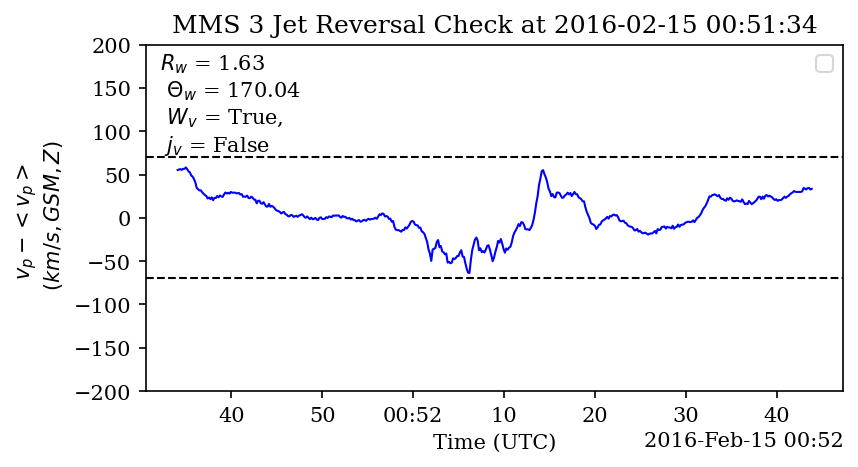 MMS 3 Jet Reversal Check at 2016-02-15 00:51:34
200
150
100
50
0
−50
−100
−150
−200
v_p − < v_p >
(km/s, GSM, Z)
R_w = 1.63
Θ_w = 170.04
W_v = True,
j_v = False
40 50 00:52 10 20 30 40
Time (UTC)
2016-Feb-15 00:52